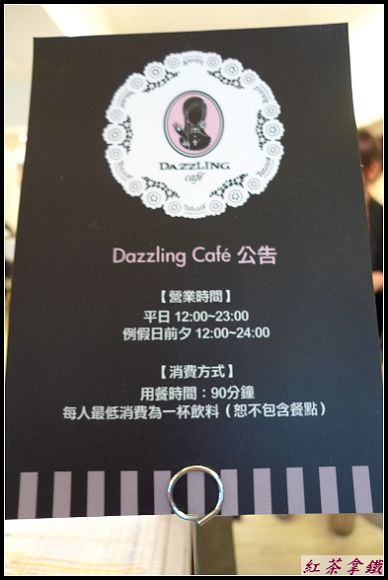 DAZZLING
café
Dazzling Café 公告
【營業時間】
平日 12:00~23:00
例假日前夕 12:00~24:00
【消費方式】
用餐時間：90分鐘
每人最低消費為一杯飲料（恕不包含餐點）
紅茶拿鐵